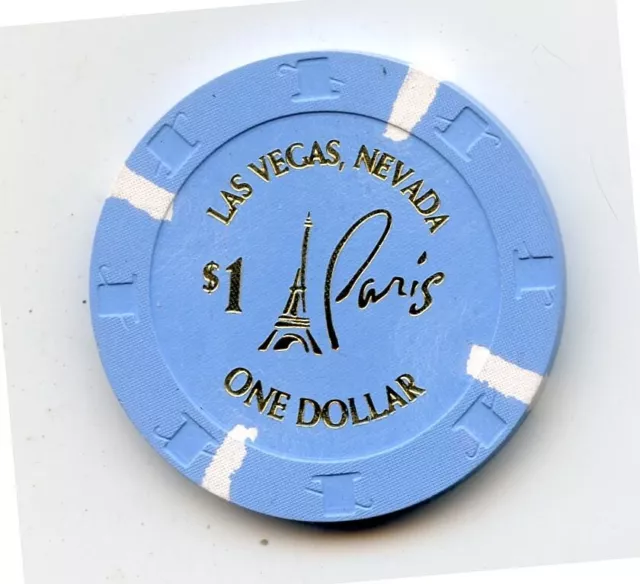 LAS VEGAS, NEVADA
$1
Paris
ONE DOLLAR